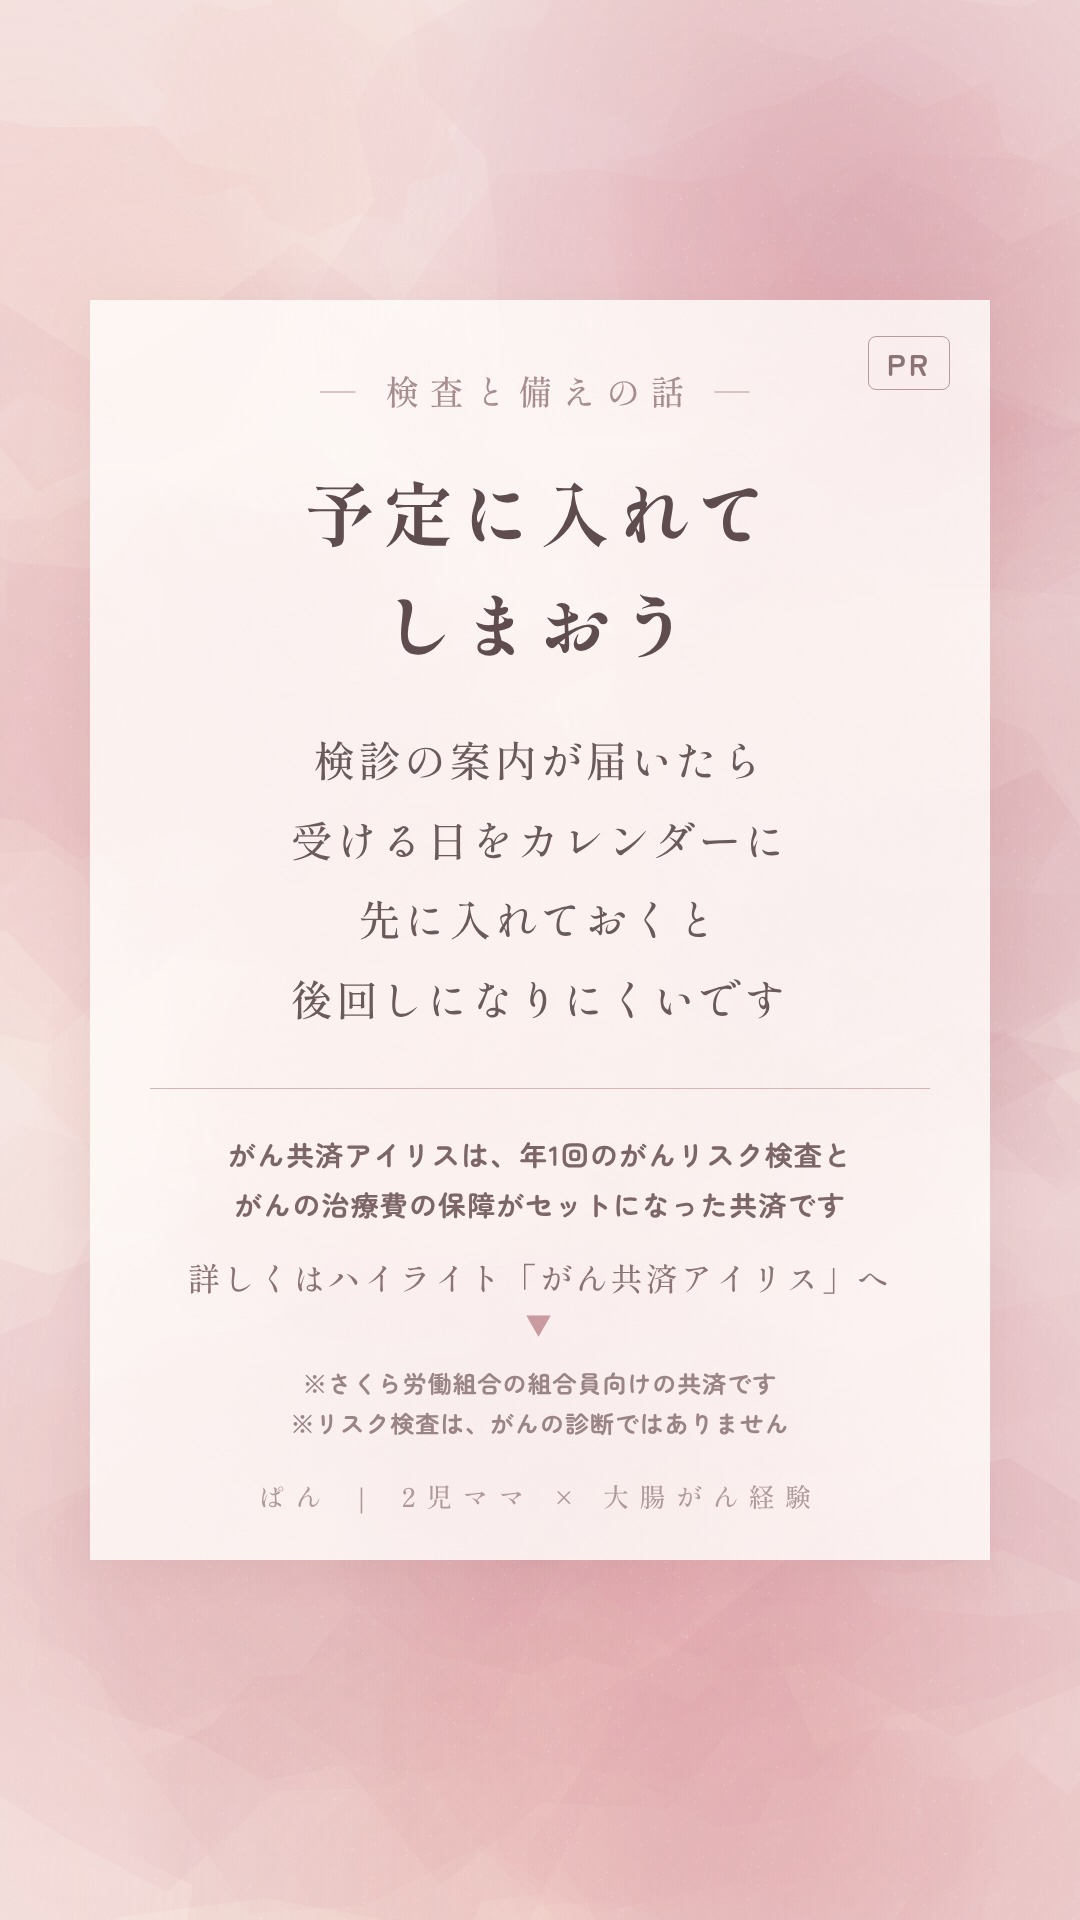 PR
― 検査と備えの話 ―
予定に入れて
しまおう
検診の案内が届いたら
受ける日をカレンダーに
先に入れておくと
後回しになりにくいです
がん共済アイリスは、年1回のがんリスク検査と
がんの治療費の保障がセットになった共済です
詳しくはハイライト「がん共済アイリス」へ
▼
※さくら労働組合の組合員向けの共済です
※リスク検査は、がんの診断ではありません
ぱん | 2児ママ × 大腸がん経験